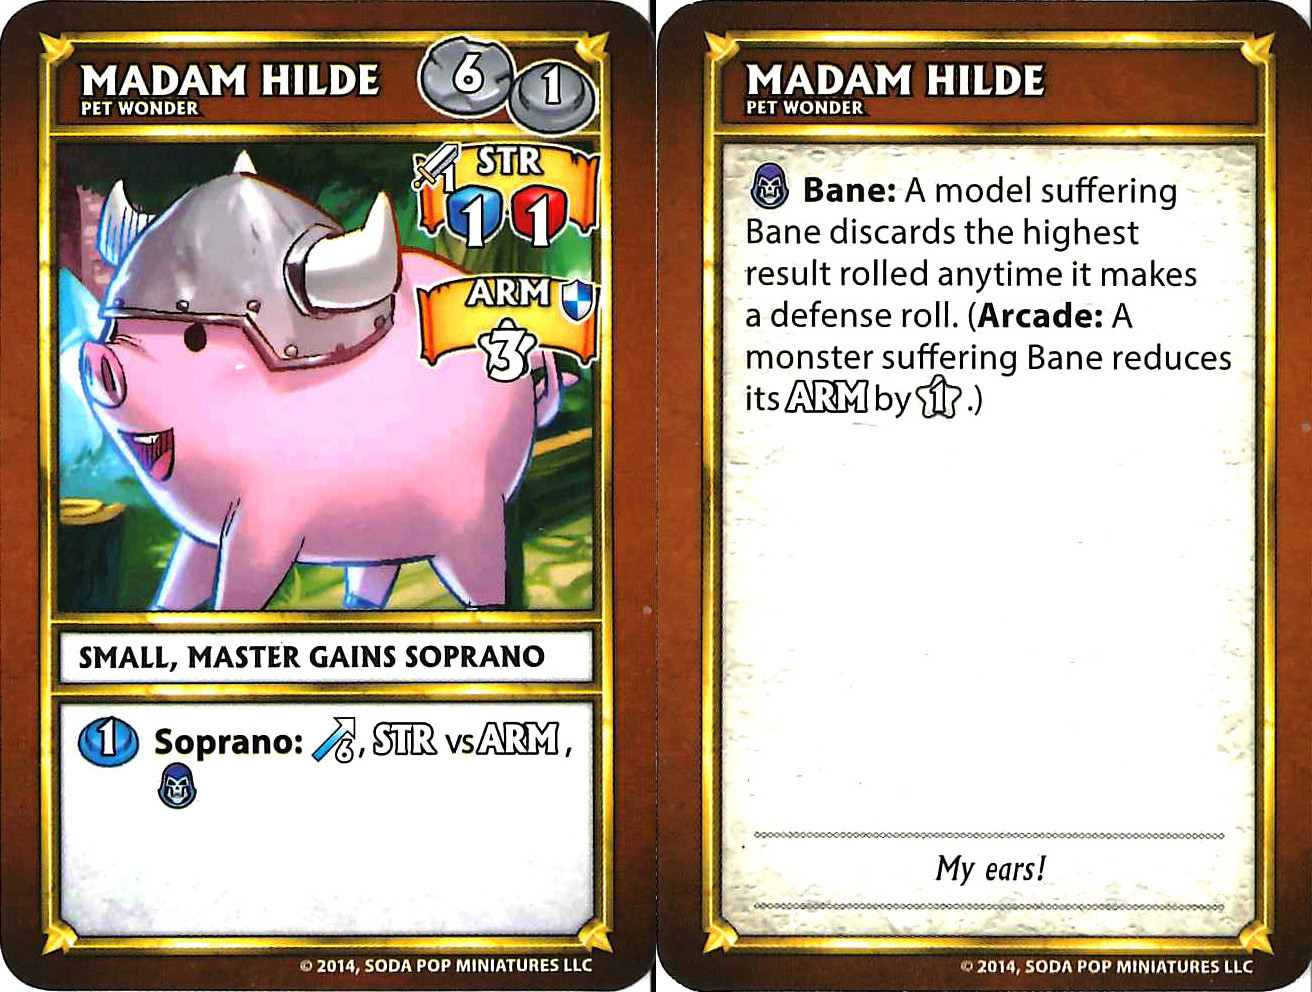 MADAM HILDE
PET WONDER
6
1
STR
1
1 1
ARM
3
SMALL, MASTER GAINS SOPRANO
1 Soprano: 6, STR vs ARM,
© 2014, SODA POP MINIATURES LLC
MADAM HILDE
PET WONDER
Bane: A model suffering
Bane discards the highest
result rolled anytime it makes
a defense roll. (Arcade: A
monster suffering Bane reduces
its ARM by 1.)
My ears!
© 2014, SODA POP MINIATURES LLC